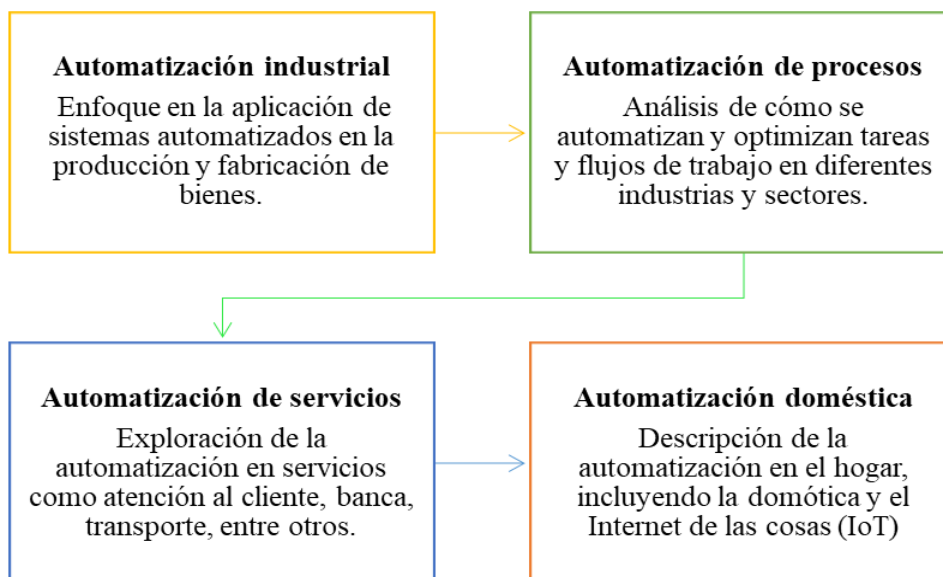 Automatización industrial
Enfoque en la aplicación de
sistemas automatizados en la
producción y fabricación de
bienes.
Automatización de procesos
Análisis de cómo se
automatizan y optimizan tareas
y flujos de trabajo en diferentes
industrias y sectores.
Automatización de servicios
Exploración de la
automatización en servicios
como atención al cliente, banca,
transporte, entre otros.
Automatización doméstica
Descripción de la
automatización en el hogar,
incluyendo la domótica y el
Internet de las cosas (IoT)